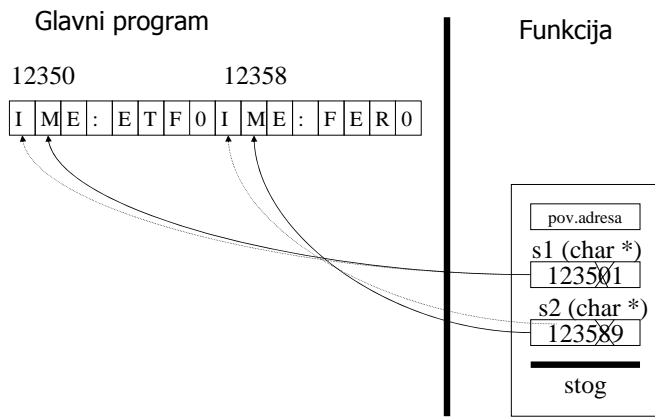 Glavni program
Funkcija
12350
12358
I M E : E T F 0 I M E : F E R 0
pov.adresa
s1 (char *)
123501
s2 (char *)
123589
stog